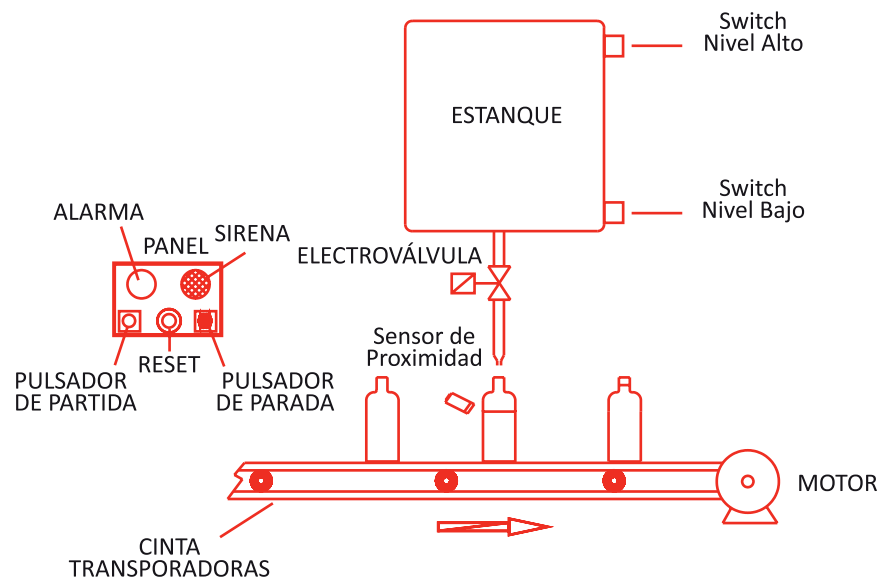 Switch
Nivel Alto
ESTANQUE
Switch
Nivel Bajo
ALARMA
SIRENA
PANEL
ELECTROVÁLVULA
Sensor de
Proximidad
RESET
PULSADOR
DE PARTIDA
PULSADOR
DE PARADA
MOTOR
CINTA
TRANSPORADORAS